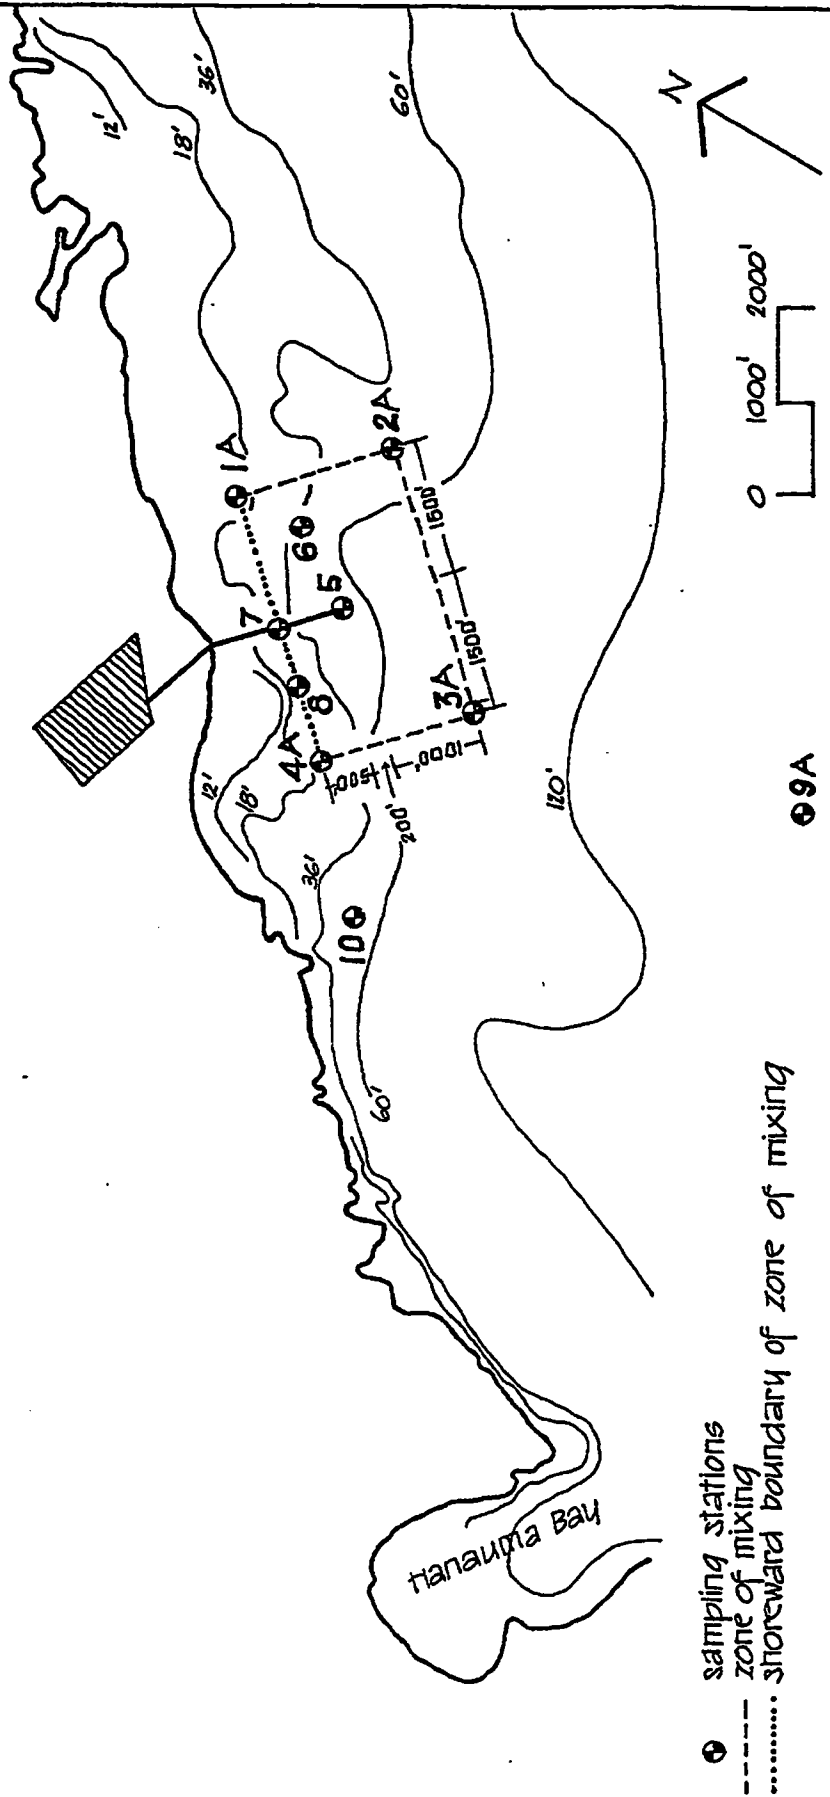 N
12'
18'
36'
60'
1A
2A
6
5
7
8
4A
3A
1500'
1500'
1000'
500'
200'
12'
18'
36'
10
60'
120'
9A
0 1000' 2000'
Hanauma Bay
sampling stations
zone of mixing
shoreward boundary of zone of mixing